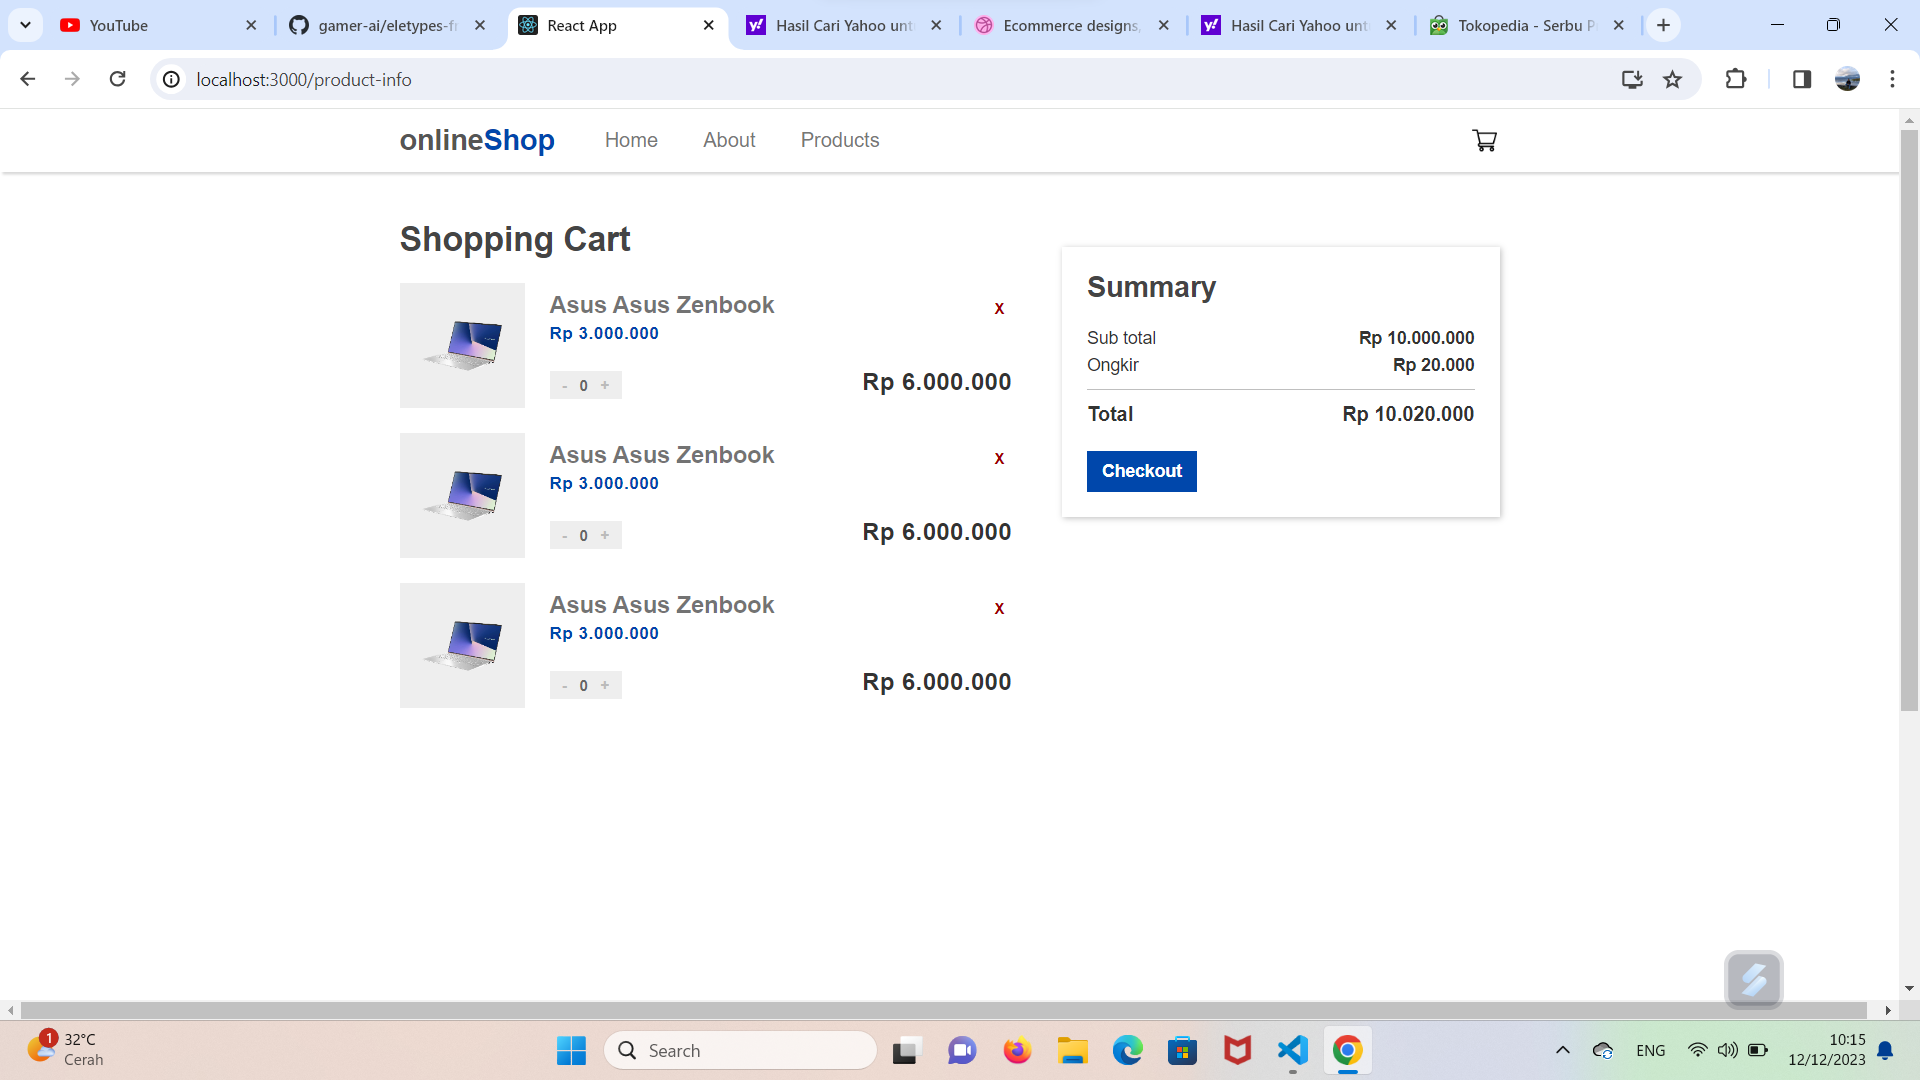 YouTube
gamer-ai/eletypes-fr
React App
Hasil Cari Yahoo unt
Ecommerce designs,
Hasil Cari Yahoo unt
Tokopedia - Serbu P
localhost:3000/product-info
onlineShop
Home
About
Products
Shopping Cart
Asus Asus Zenbook
x
Rp 3.000.000
- 0 +
Rp 6.000.000
Asus Asus Zenbook
x
Rp 3.000.000
- 0 +
Rp 6.000.000
Asus Asus Zenbook
x
Rp 3.000.000
- 0 +
Rp 6.000.000
Summary
Sub total Rp 10.000.000
Ongkir Rp 20.000
Total Rp 10.020.000
Checkout
1
32°C
Cerah
Search
ENG
10:15
12/12/2023